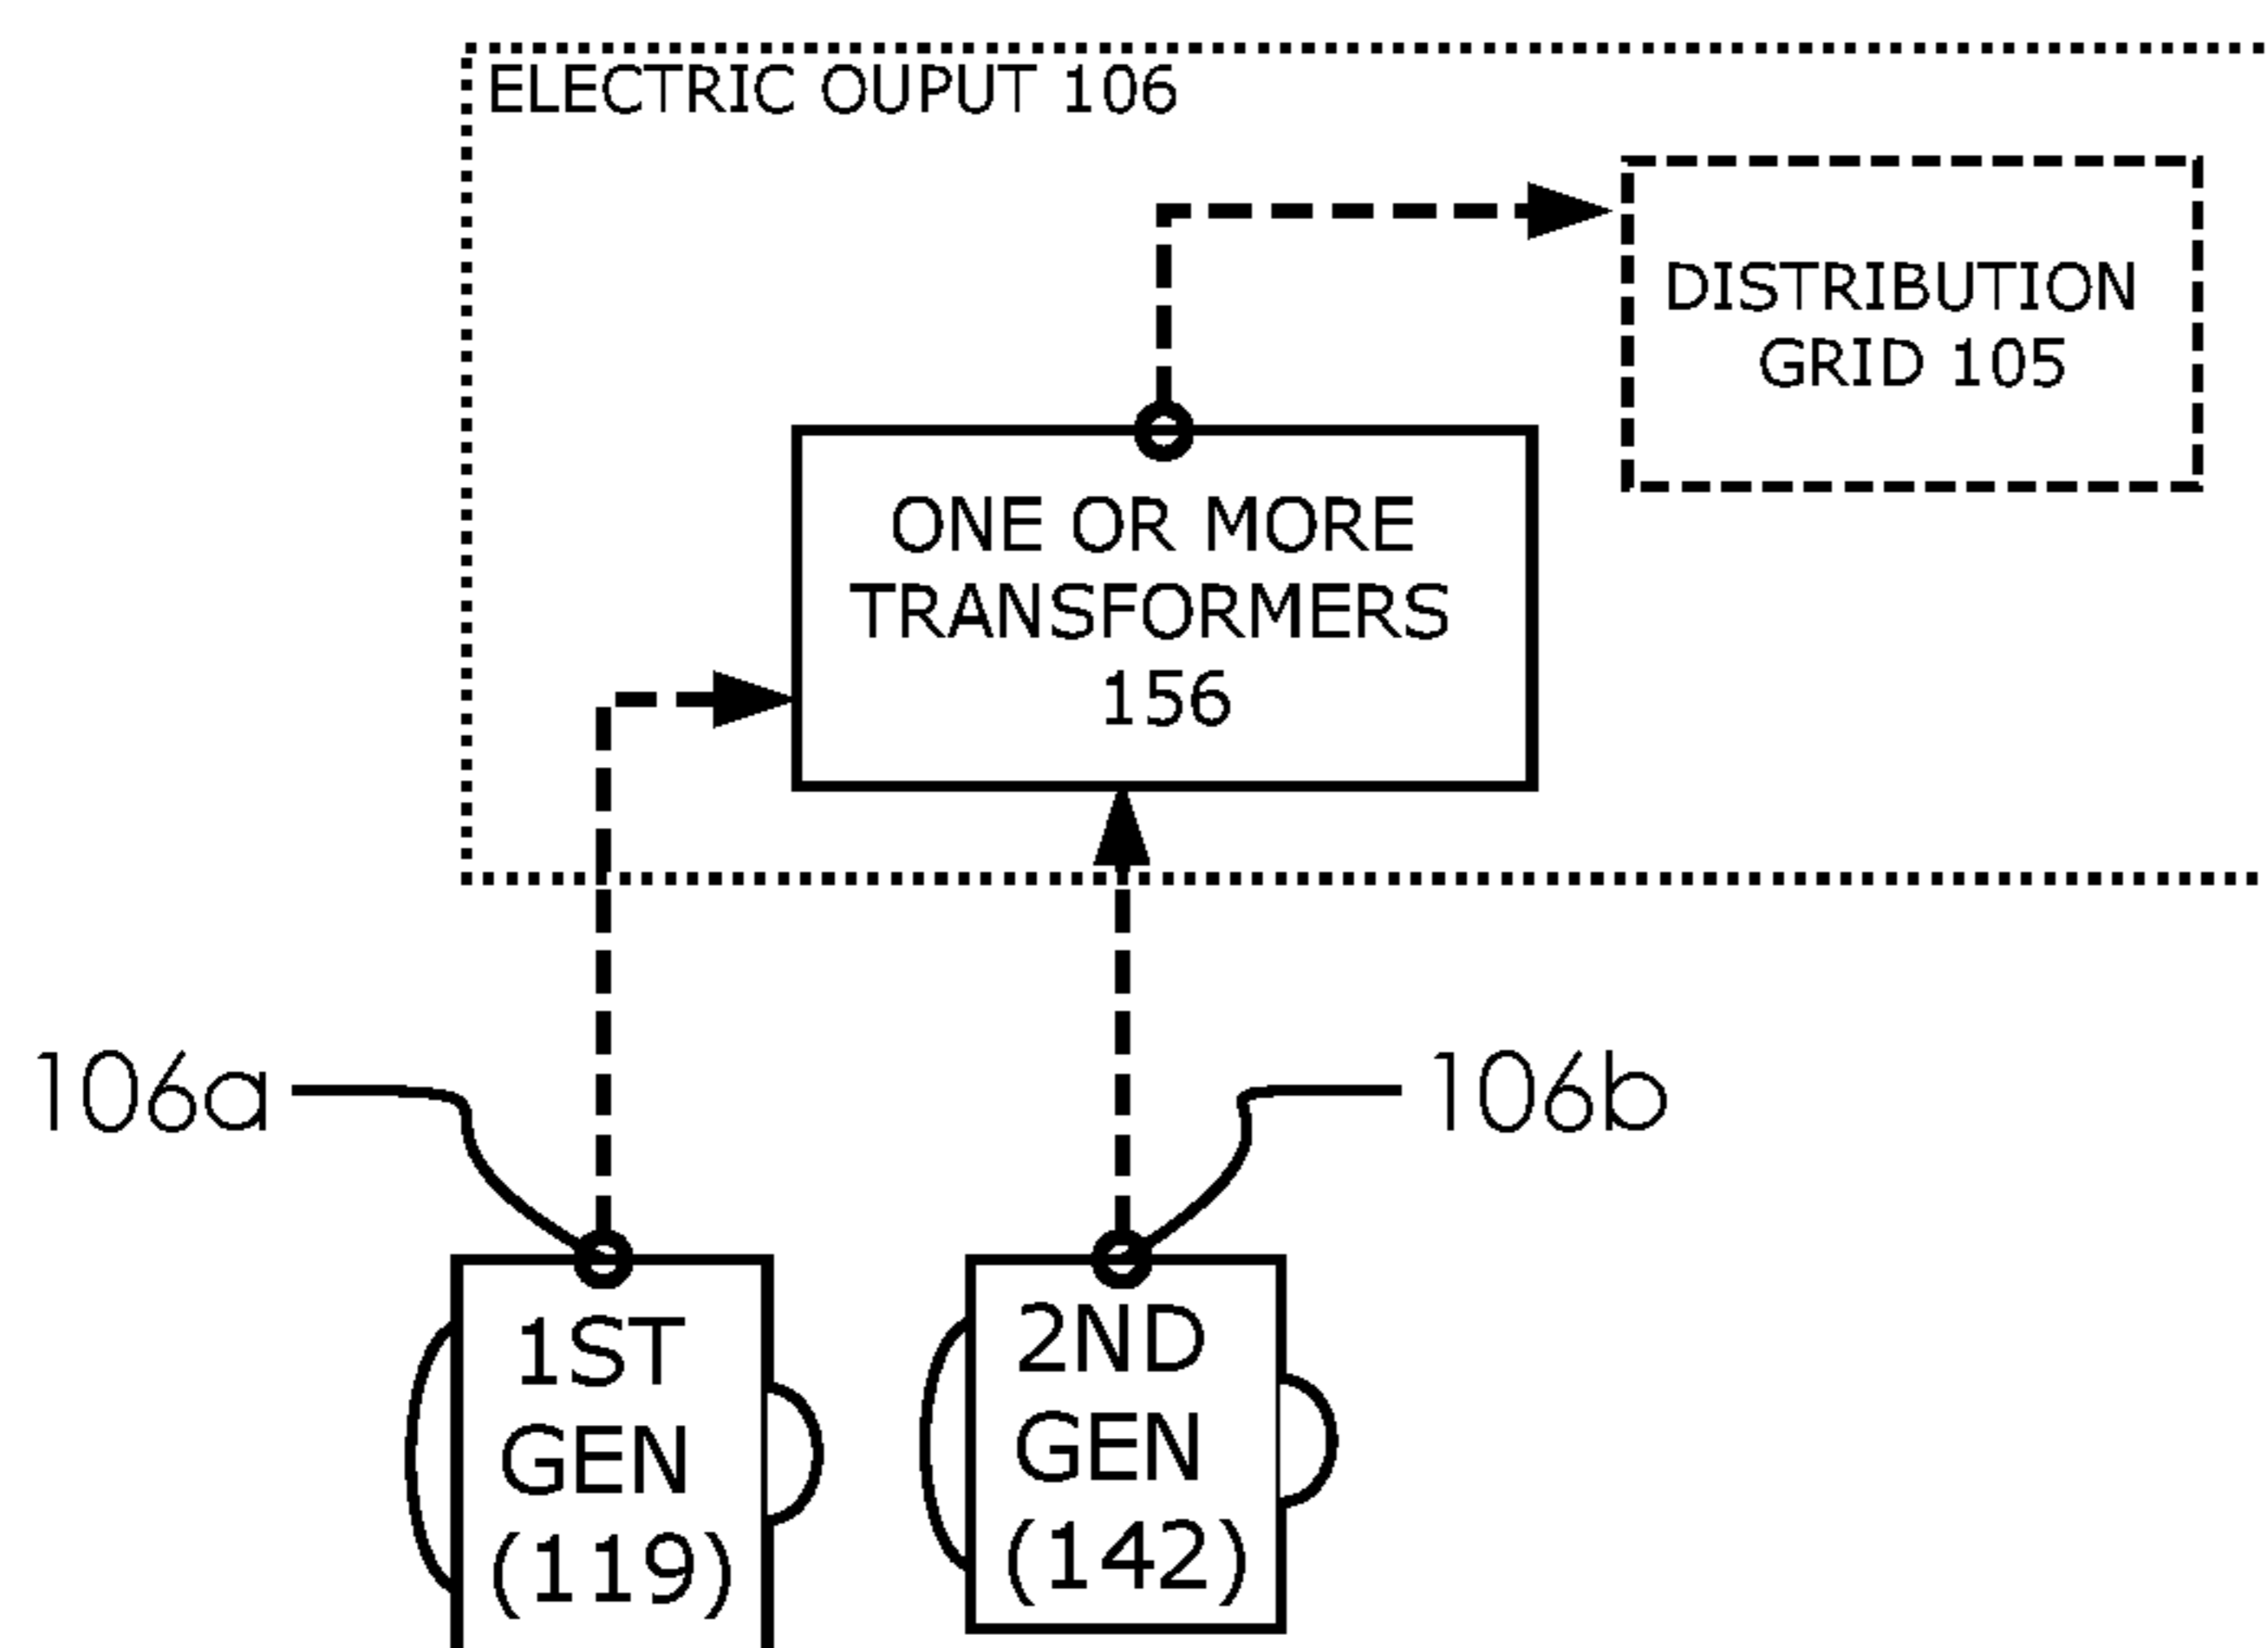 ELECTRIC OUPUT 106
DISTRIBUTION
GRID 105
ONE OR MORE
TRANSFORMERS
156
106a
106b
1ST
GEN
(119)
2ND
GEN
(142)